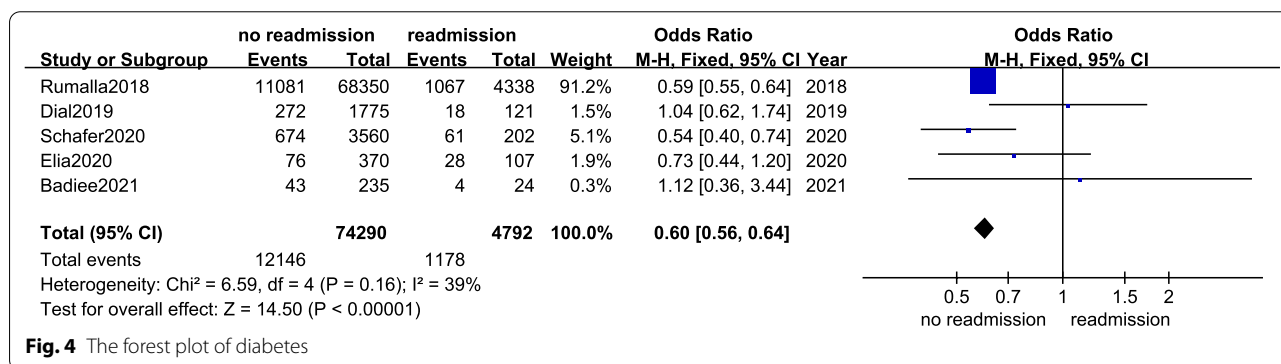 no readmission readmission Odds Ratio Odds Ratio
Study or Subgroup Events Total Events Total Weight M-H, Fixed, 95% CI Year M-H, Fixed, 95% CI
Rumalla2018 11081 68350 1067 4338 91.2% 0.59 [0.55, 0.64] 2018
Dial2019 272 1775 18 121 1.5% 1.04 [0.62, 1.74] 2019
Schafer2020 674 3560 61 202 5.1% 0.54 [0.40, 0.74] 2020
Elia2020 76 370 28 107 1.9% 0.73 [0.44, 1.20] 2020
Badiee2021 43 235 4 24 0.3% 1.12 [0.36, 3.44] 2021
Total (95% CI) 74290 4792 100.0% 0.60 [0.56, 0.64]
Total events 12146 1178
Heterogeneity: Chi² = 6.59, df = 4 (P = 0.16); I² = 39%
Test for overall effect: Z = 14.50 (P < 0.00001)
0.5 0.7 1 1.5 2
no readmission readmission
Fig. 4 The forest plot of diabetes